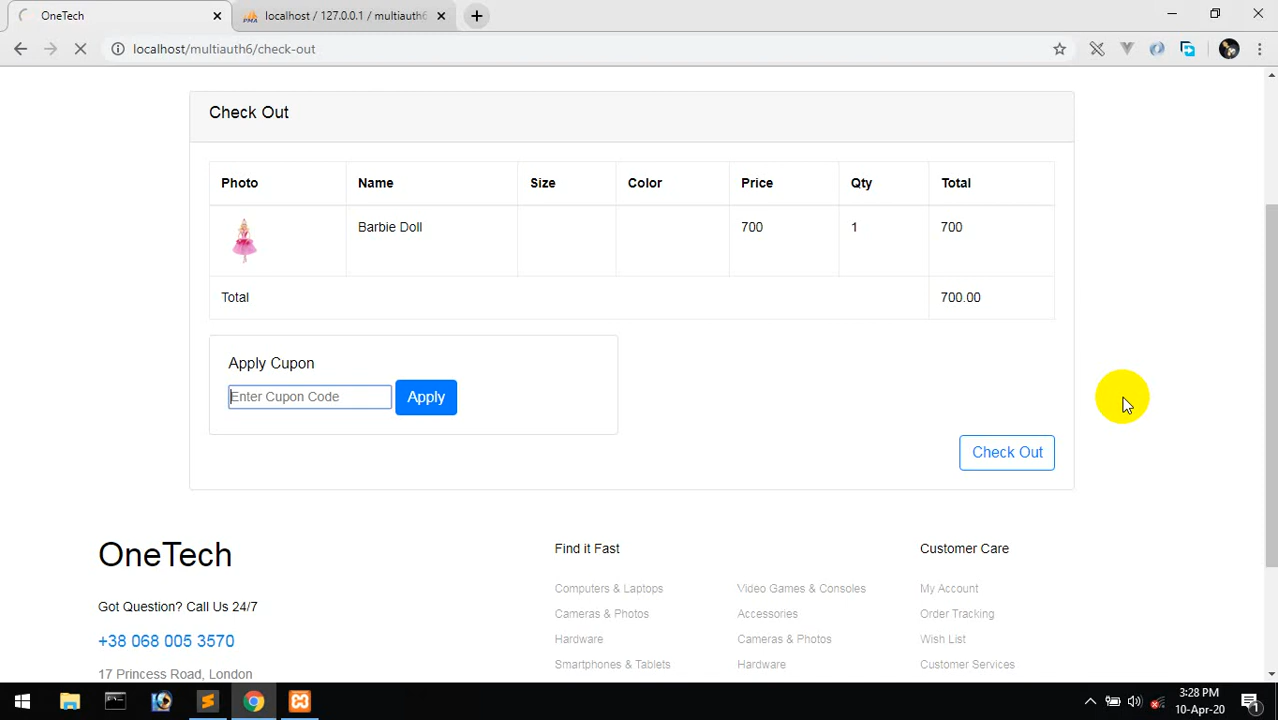 OneTech
localhost / 127.0.0.1 / multiauth6
localhost/multiauth6/check-out
Check Out
Photo Name Size Color Price Qty Total
Barbie Doll 700 1 700
Total 700.00
Apply Cupon
Enter Cupon Code Apply
Check Out
OneTech
Got Question? Call Us 24/7
+38 068 005 3570
17 Princess Road, London
Find it Fast
Computers & Laptops
Cameras & Photos
Hardware
Smartphones & Tablets
Video Games & Consoles
Accessories
Cameras & Photos
Hardware
Customer Care
My Account
Order Tracking
Wish List
Customer Services
3:28 PM
10-Apr-20